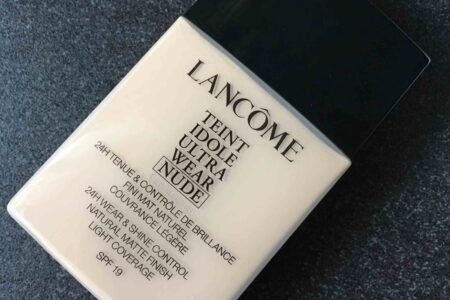 LANCÔME
TEINT
IDOLE
ULTRA
WEAR
NUDE
24H TENUE & CONTRÔLE DE BRILLANCE
FINI MAT NATUREL
COUVRANCE LÉGÈRE
24H WEAR & SHINE CONTROL
NATURAL MATTE FINISH
LIGHT COVERAGE
SPF 19